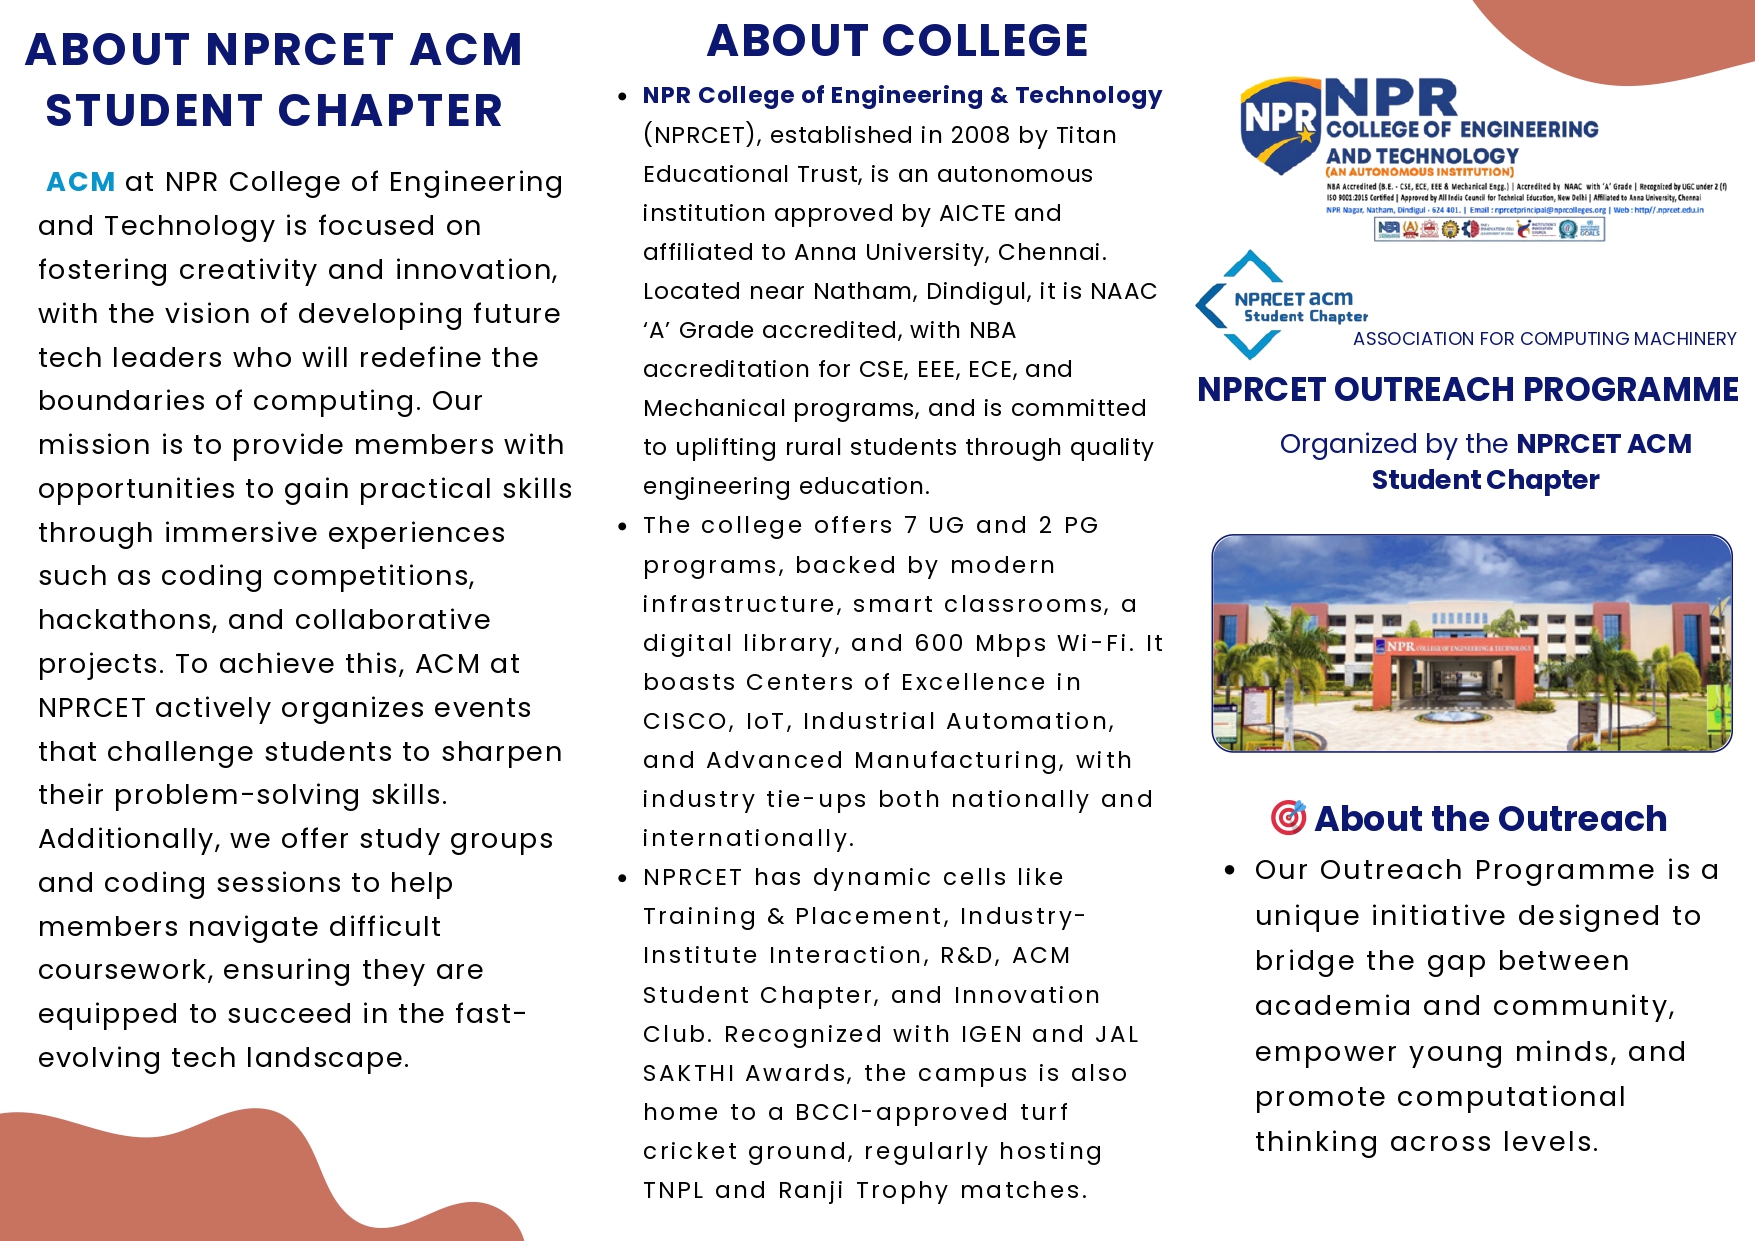 ABOUT NPRCET ACM
STUDENT CHAPTER
ACM at NPR College of Engineering
and Technology is focused on
fostering creativity and innovation,
with the vision of developing future
tech leaders who will redefine the
boundaries of computing. Our
mission is to provide members with
opportunities to gain practical skills
through immersive experiences
such as coding competitions,
hackathons, and collaborative
projects. To achieve this, ACM at
NPRCET actively organizes events
that challenge students to sharpen
their problem-solving skills.
Additionally, we offer study groups
and coding sessions to help
members navigate difficult
coursework, ensuring they are
equipped to succeed in the fast-
evolving tech landscape.
ABOUT COLLEGE
• NPR College of Engineering & Technology
(NPRCET), established in 2008 by Titan
Educational Trust, is an autonomous
institution approved by AICTE and
affiliated to Anna University, Chennai.
Located near Natham, Dindigul, it is NAAC
‘A’ Grade accredited, with NBA
accreditation for CSE, EEE, ECE, and
Mechanical programs, and is committed
to uplifting rural students through quality
engineering education.
• The college offers 7 UG and 2 PG
programs, backed by modern
infrastructure, smart classrooms, a
digital library, and 600 Mbps Wi-Fi. It
boasts Centers of Excellence in
CISCO, IoT, Industrial Automation,
and Advanced Manufacturing, with
industry tie-ups both nationally and
internationally.
• NPRCET has dynamic cells like
Training & Placement, Industry-
Institute Interaction, R&D, ACM
Student Chapter, and Innovation
Club. Recognized with IGEN and JAL
SAKTHI Awards, the campus is also
home to a BCCI-approved turf
cricket ground, regularly hosting
TNPL and Ranji Trophy matches.
NPR
NPR
COLLEGE OF ENGINEERING
AND TECHNOLOGY
(AN AUTONOMOUS INSTITUTION)
NBA Accredited (B.E. - CSE, ECE, EEE & Mechanical Engg.) | Accredited by NAAC with 'A' Grade | Recognized by UGC under 2 (f)
ISO 9001:2015 Certified | Approved by All India Council for Technical Education, New Delhi | Affiliated to Anna University, Chennai
NPR Nagar, Natham, Dindigul - 624 401. | Email : nprcetprincipal@nprcolleges.org | Web : http//.nprcet.edu.in
NPRCET acm
Student Chapter
ASSOCIATION FOR COMPUTING MACHINERY
NPRCET OUTREACH PROGRAMME
Organized by the NPRCET ACM
Student Chapter
NPR COLLEGE OF ENGINEERING & TECHNOLOGY
About the Outreach
• Our Outreach Programme is a
unique initiative designed to
bridge the gap between
academia and community,
empower young minds, and
promote computational
thinking across levels.